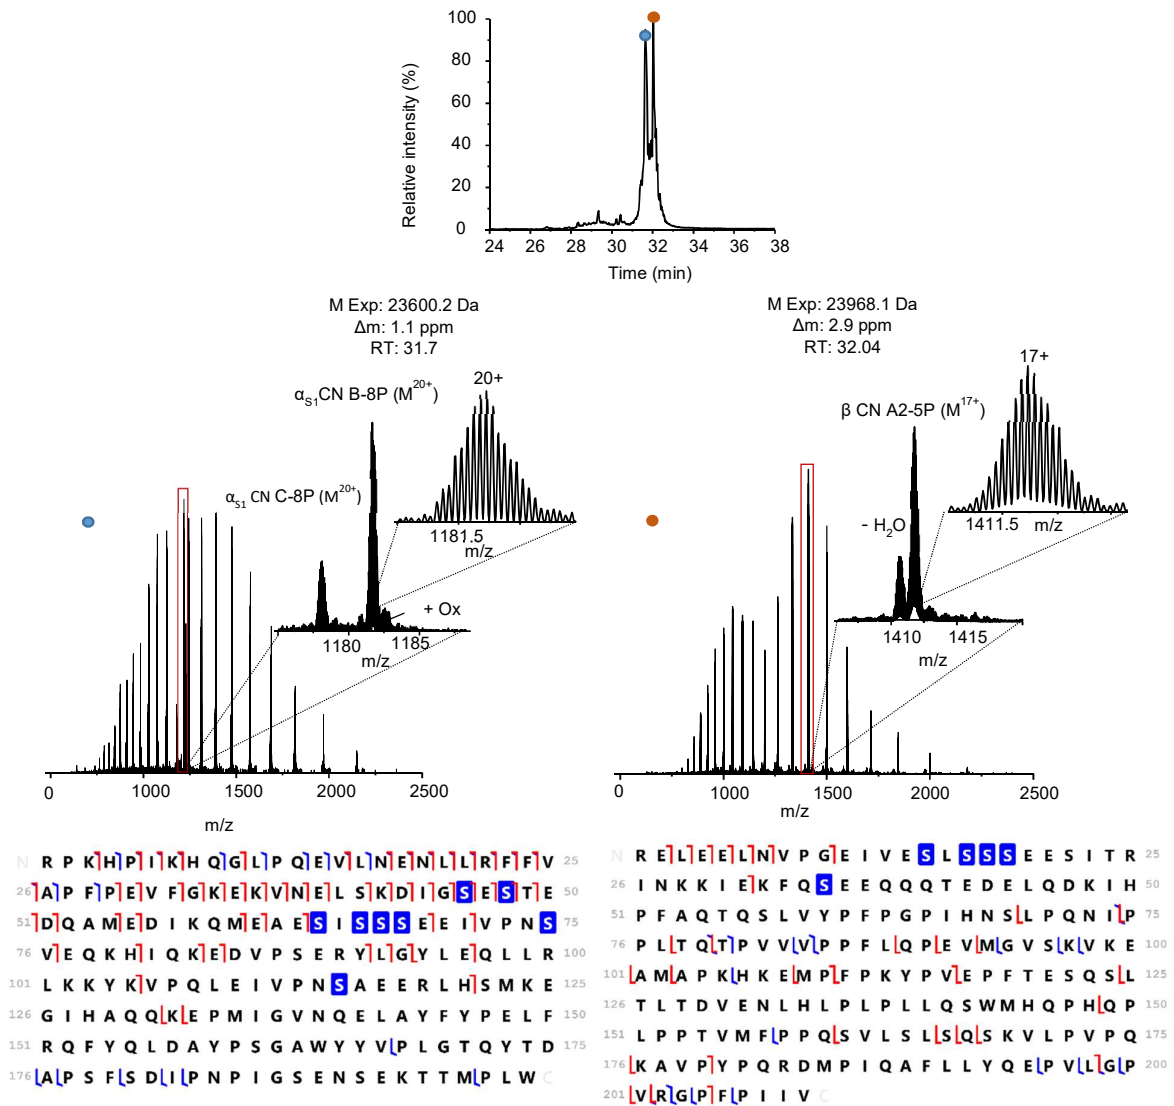 100
80
60
40
20
0
Relative intensity (%)
24 26 28 30 32 34 36 38
Time (min)
M Exp: 23600.2 Da
Δm: 1.1 ppm
RT: 31.7
αS1CN B-8P (M20+)
20+
αS1 CN C-8P (M20+)
1181.5
m/z
+ Ox
1180 1185
m/z
0 1000 1500 2000 2500
m/z
M Exp: 23968.1 Da
Δm: 2.9 ppm
RT: 32.04
17+
β CN A2-5P (M17+)
- H2O
1411.5 m/z
1410 1415
m/z
0 1000 1500 2000 2500
m/z
N R P K H P I K H Q G L P Q E V L N E N L L R F F V 25
26 A P F P E V F G K E K V N E L S K D I G S E S T E 50
51 D Q A M E D I K Q M E A E S I S S S E E I V P N S 75
76 V E Q K H I Q K E D V P S E R Y L G Y L E Q L L R 100
101 L K K Y K V P Q L E I V P N S A E E R L H S M K E 125
126 G I H A Q Q K E P M I G V N Q E L A Y F Y P E L F 150
151 R Q F Y Q L D A Y P S G A W Y Y V P L G T Q Y T D 175
176 A P S F S D I P N P I G S E N S E K T T M P L W C
N R E L E E L N V P G E I V E S L S S S E E S I T R 25
26 I N K K I E K F Q S E E Q Q Q T E D E L Q D K I H 50
51 P F A Q T Q S L V Y P F P G P I H N S L P Q N I P 75
76 P L T Q T P V V V P P F L Q P E V M G V S K V K E 100
101 A M A P K H K E M P F P K Y P V E P F T E S Q S L 125
126 T L T D V E N L H L P L P L L Q S W M H Q P H Q P 150
151 L P P T V M F P P Q S V L S L S Q S K V L P V P Q 175
176 K A V P Y P Q R D M P I Q A F L L Y Q E P V L G P 200
201 V R G P F P I I V C